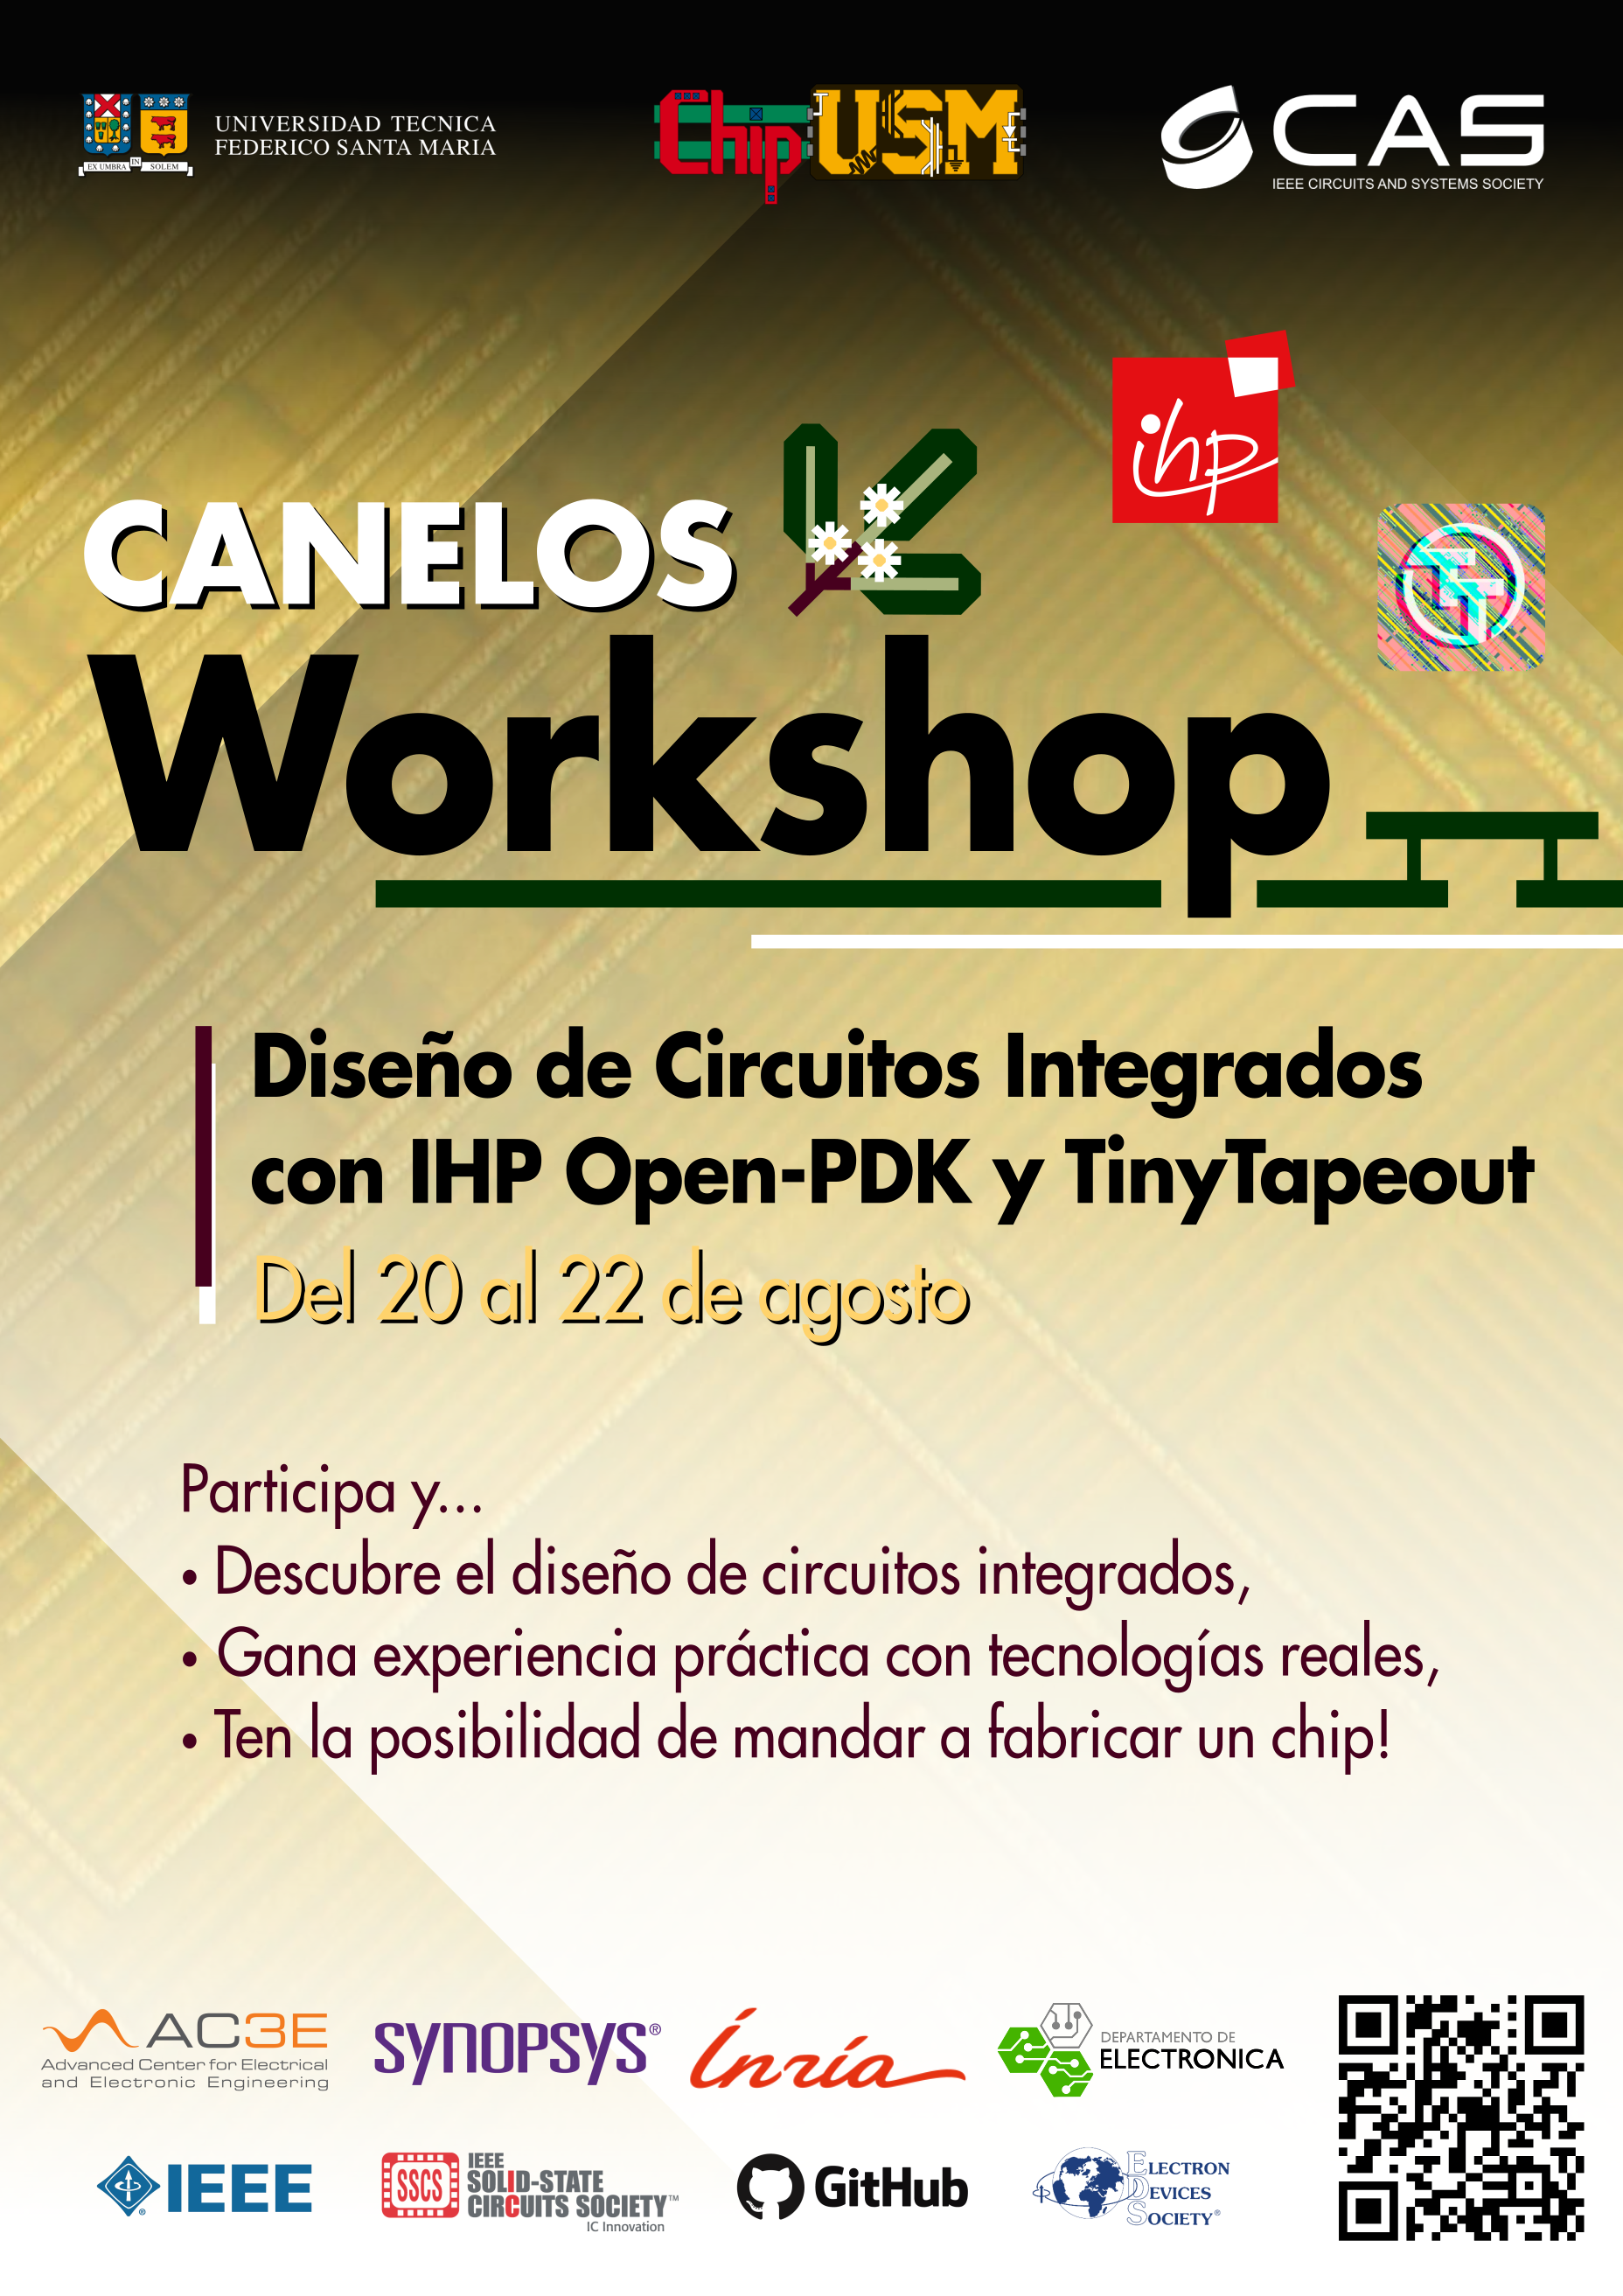 EX UMBRA IN SOLEM
UNIVERSIDAD TECNICA
FEDERICO SANTA MARIA
Chip USM
CAS
IEEE CIRCUITS AND SYSTEMS SOCIETY
ihp
CANELOS
TT
Workshop
Diseño de Circuitos Integrados
con IHP Open-PDK y TinyTapeout
Del 20 al 22 de agosto
Participa y...
• Descubre el diseño de circuitos integrados,
• Gana experiencia práctica con tecnologías reales,
• Ten la posibilidad de mandar a fabricar un chip!
AC3E
Advanced Center for Electrical
and Electronic Engineering
SYNOPSYS®
Inría
DEPARTAMENTO DE
ELECTRONICA
IEEE®
SSCS
IEEE
SOLID-STATE
CIRCUITS SOCIETY™
IC Innovation
GitHub
ELECTRON
DEVICES
SOCIETY®